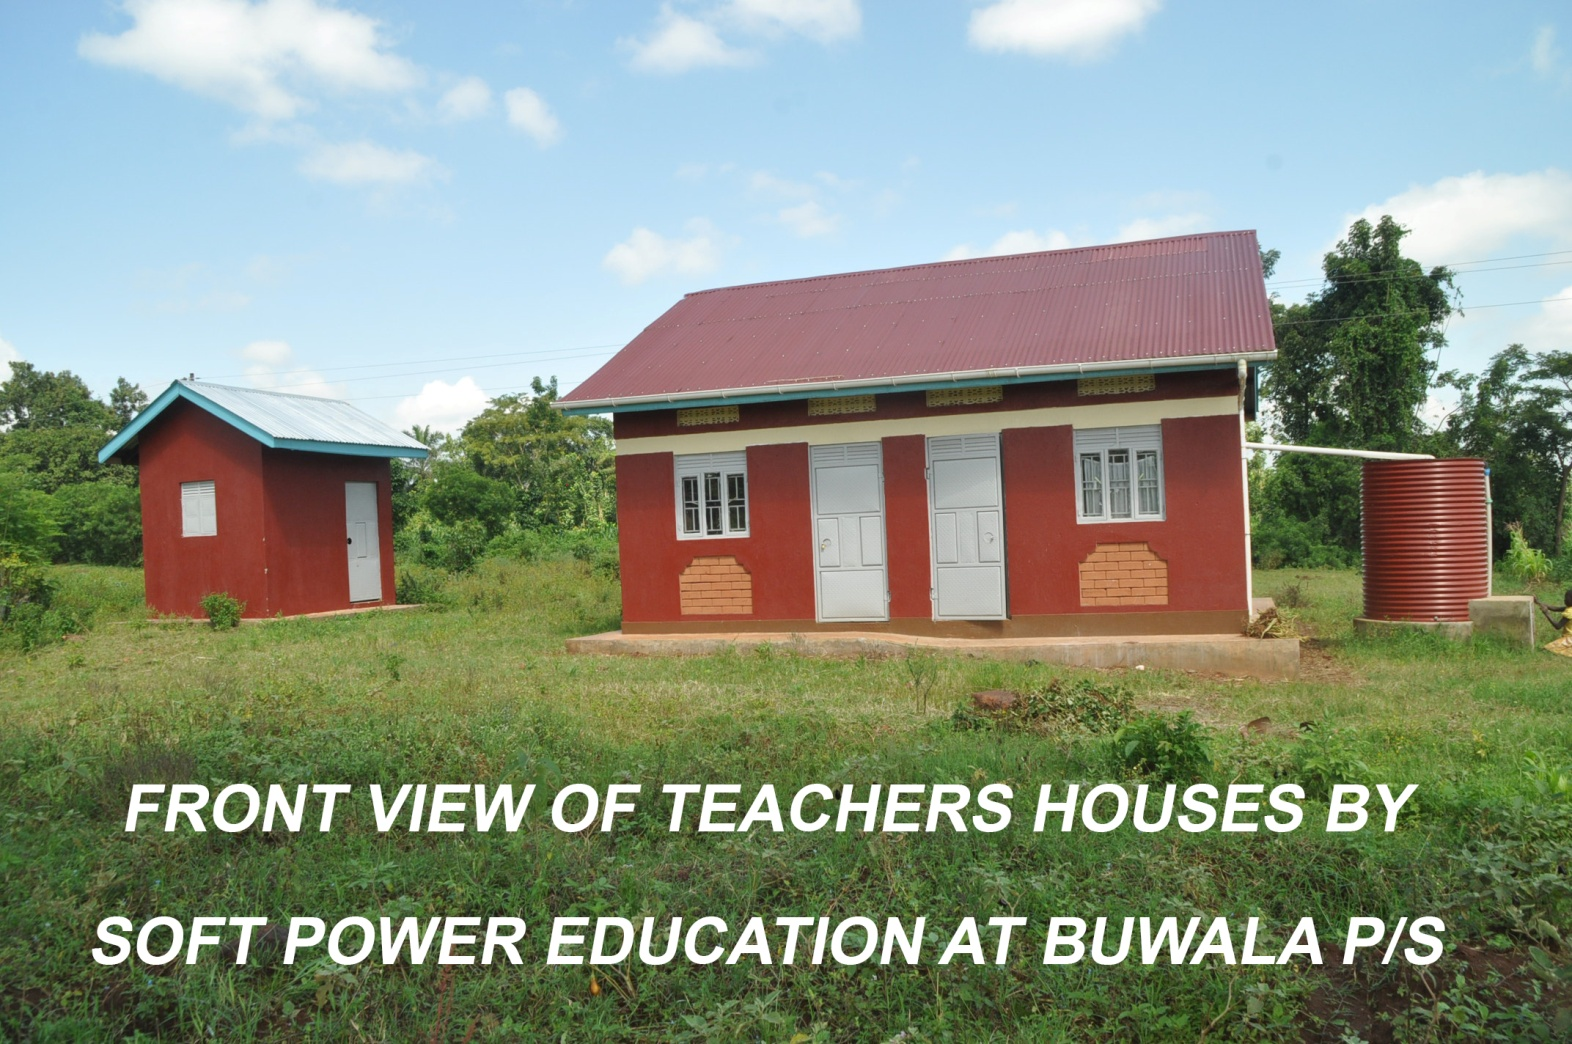 FRONT VIEW OF TEACHERS HOUSES BY
SOFT POWER EDUCATION AT BUWALA P/S